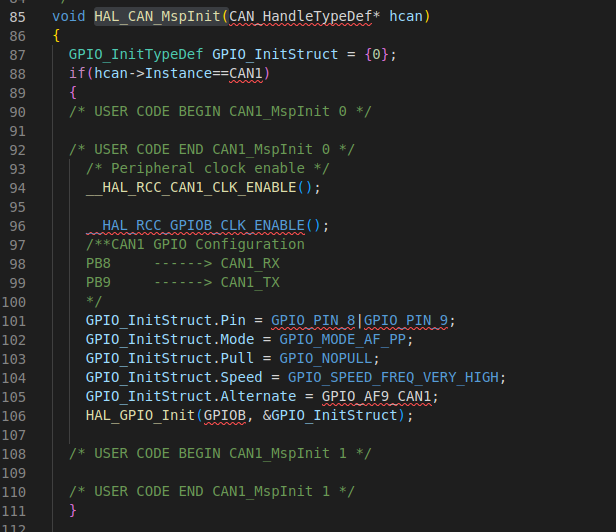 */
85 void HAL_CAN_MspInit(CAN_HandleTypeDef* hcan)
86 {
87   GPIO_InitTypeDef GPIO_InitStruct = {0};
88   if(hcan->Instance==CAN1)
89   {
90   /* USER CODE BEGIN CAN1_MspInit 0 */
91
92   /* USER CODE END CAN1_MspInit 0 */
93     /* Peripheral clock enable */
94     __HAL_RCC_CAN1_CLK_ENABLE();
95
96     __HAL_RCC_GPIOB_CLK_ENABLE();
97     /**CAN1 GPIO Configuration
98     PB8     ------> CAN1_RX
99     PB9     ------> CAN1_TX
100     */
101     GPIO_InitStruct.Pin = GPIO_PIN_8|GPIO_PIN_9;
102     GPIO_InitStruct.Mode = GPIO_MODE_AF_PP;
103     GPIO_InitStruct.Pull = GPIO_NOPULL;
104     GPIO_InitStruct.Speed = GPIO_SPEED_FREQ_VERY_HIGH;
105     GPIO_InitStruct.Alternate = GPIO_AF9_CAN1;
106     HAL_GPIO_Init(GPIOB, &GPIO_InitStruct);
107
108   /* USER CODE BEGIN CAN1_MspInit 1 */
109
110   /* USER CODE END CAN1_MspInit 1 */
111   }
112